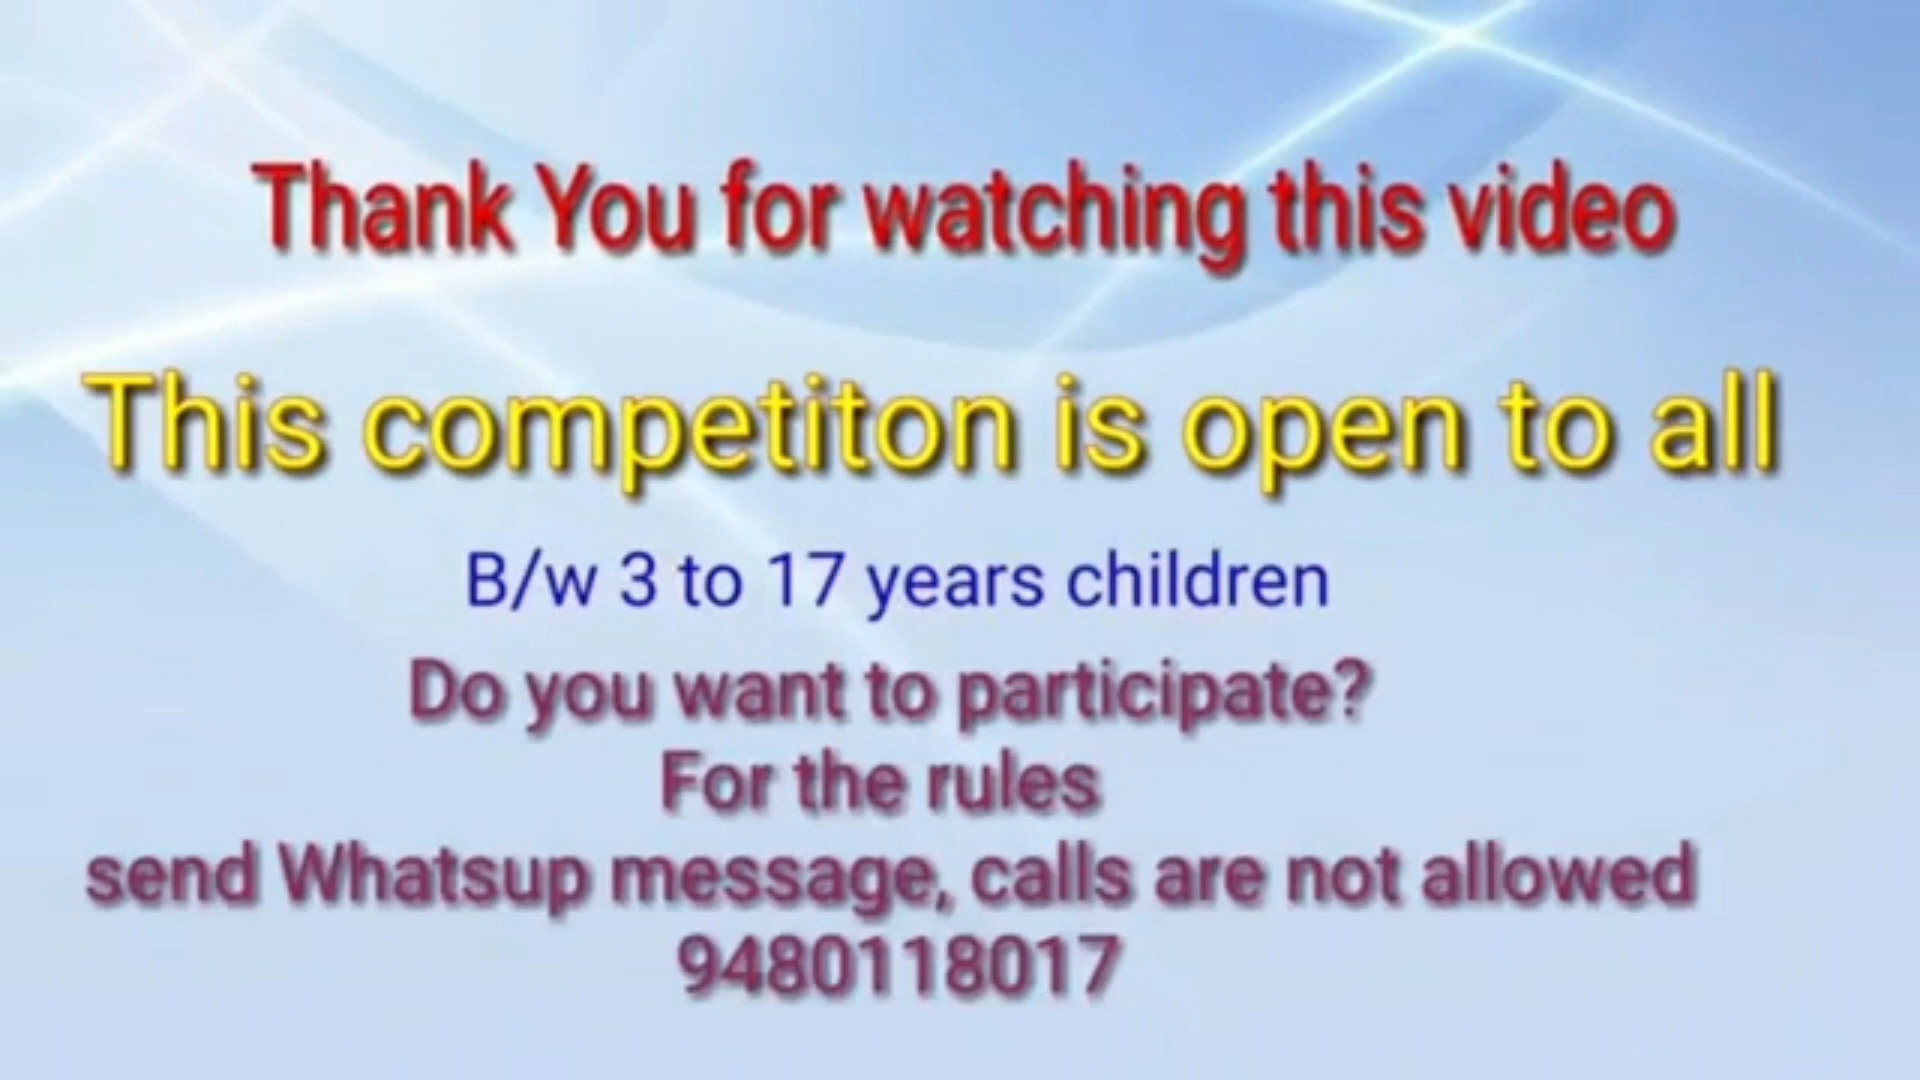 Thank You for watching this video
This competiton is open to all
B/w 3 to 17 years children
Do you want to participate?
For the rules
send Whatsup message, calls are not allowed
9480118017